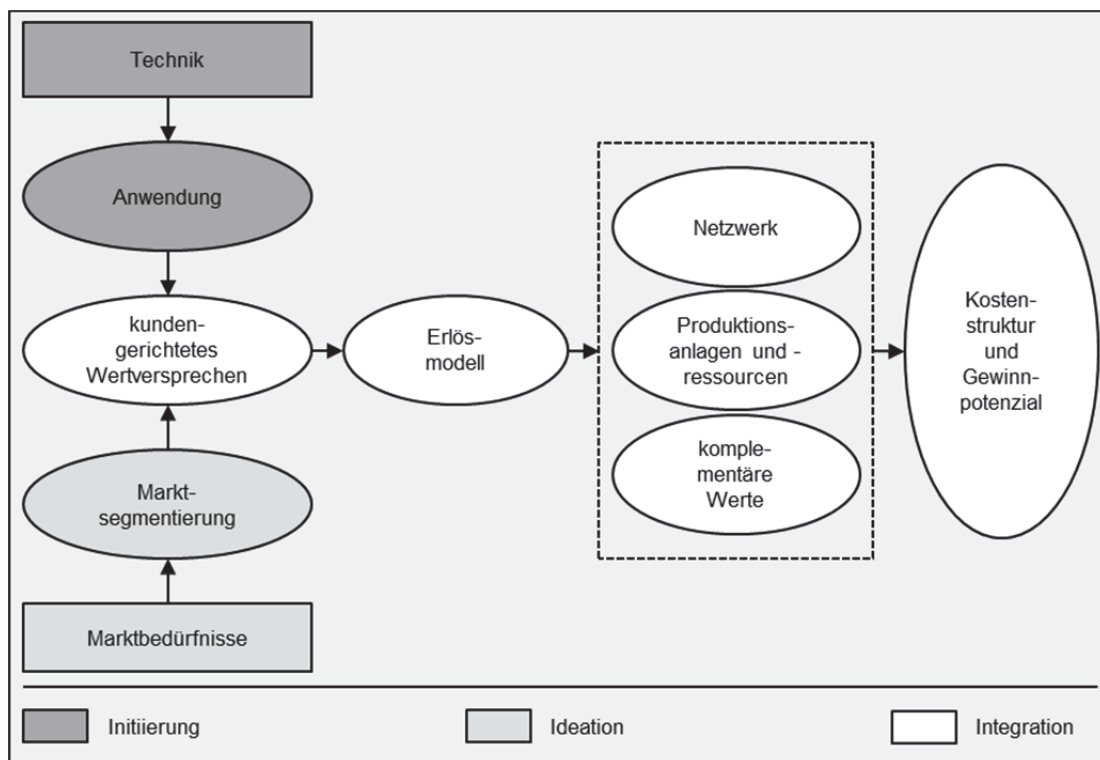 Technik
Anwendung
kunden-
gerichtetes
Wertversprechen
Markt-
segmentierung
Marktbedürfnisse
Erlös-
modell
Netzwerk
Produktions-
anlagen und -
ressourcen
komple-
mentäre
Werte
Kosten-
struktur
und
Gewinn-
potenzial
Initiierung
Ideation
Integration